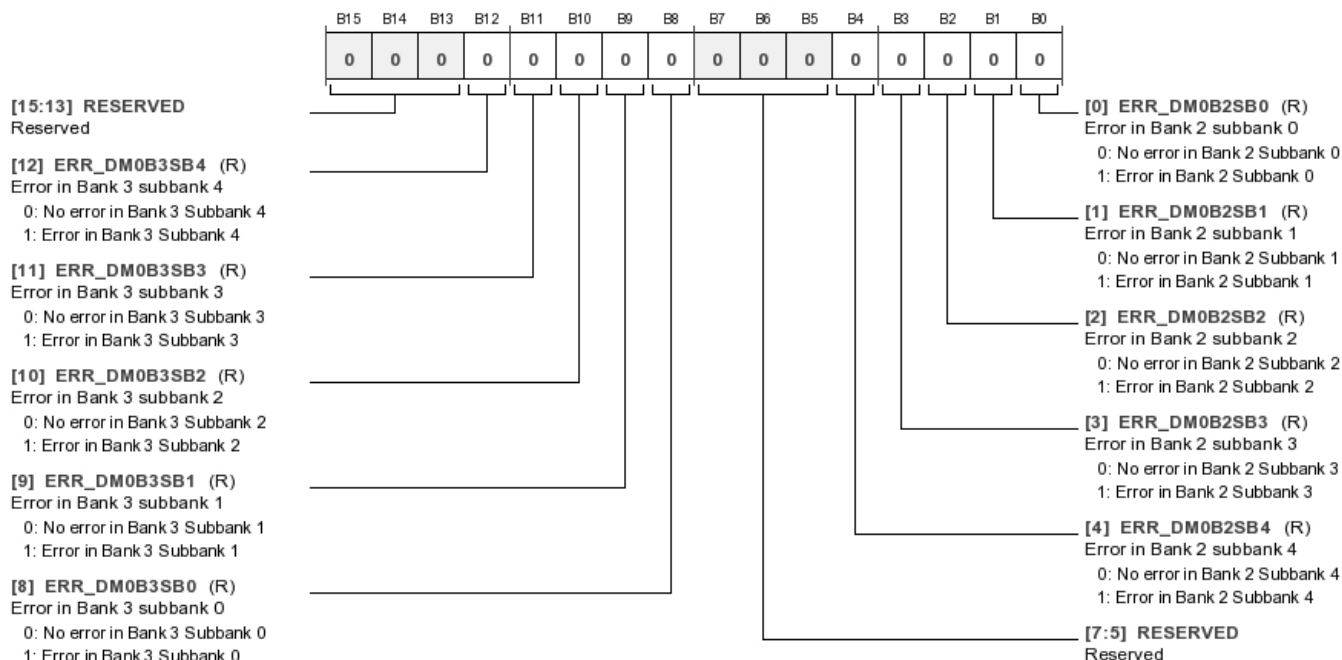 B15 B14 B13 B12 B11 B10 B9 B8 B7 B6 B5 B4 B3 B2 B1 B0
0 0 0 0 0 0 0 0 0 0 0 0 0 0 0 0
[15:13] RESERVED
Reserved
[12] ERR_DM0B3SB4 (R)
Error in Bank 3 subbank 4
0: No error in Bank 3 Subbank 4
1: Error in Bank 3 Subbank 4
[11] ERR_DM0B3SB3 (R)
Error in Bank 3 subbank 3
0: No error in Bank 3 Subbank 3
1: Error in Bank 3 Subbank 3
[10] ERR_DM0B3SB2 (R)
Error in Bank 3 subbank 2
0: No error in Bank 3 Subbank 2
1: Error in Bank 3 Subbank 2
[9] ERR_DM0B3SB1 (R)
Error in Bank 3 subbank 1
0: No error in Bank 3 Subbank 1
1: Error in Bank 3 Subbank 1
[8] ERR_DM0B3SB0 (R)
Error in Bank 3 subbank 0
0: No error in Bank 3 Subbank 0
1: Error in Bank 3 Subbank 0
[0] ERR_DM0B2SB0 (R)
Error in Bank 2 subbank 0
0: No error in Bank 2 Subbank 0
1: Error in Bank 2 Subbank 0
[1] ERR_DM0B2SB1 (R)
Error in Bank 2 subbank 1
0: No error in Bank 2 Subbank 1
1: Error in Bank 2 Subbank 1
[2] ERR_DM0B2SB2 (R)
Error in Bank 2 subbank 2
0: No error in Bank 2 Subbank 2
1: Error in Bank 2 Subbank 2
[3] ERR_DM0B2SB3 (R)
Error in Bank 2 subbank 3
0: No error in Bank 2 Subbank 3
1: Error in Bank 2 Subbank 3
[4] ERR_DM0B2SB4 (R)
Error in Bank 2 subbank 4
0: No error in Bank 2 Subbank 4
1: Error in Bank 2 Subbank 4
[7:5] RESERVED
Reserved